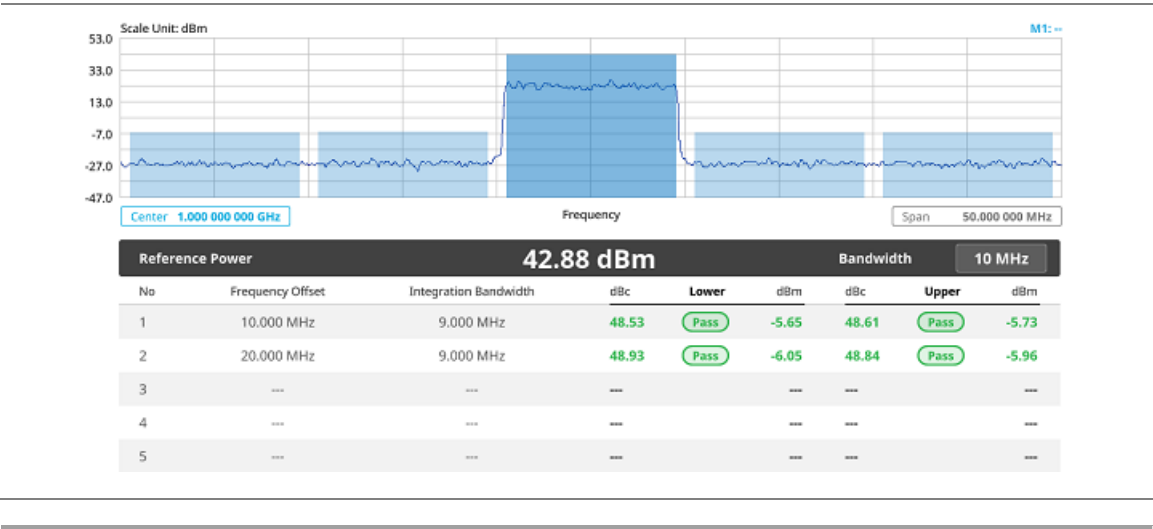 Scale Unit: dBm M1: --
53.0
33.0
13.0
-7.0
-27.0
-47.0
Center 1.000 000 000 GHz Frequency Span 50.000 000 MHz
Reference Power 42.88 dBm Bandwidth 10 MHz
No Frequency Offset Integration Bandwidth dBc Lower dBm dBc Upper dBm
1 10.000 MHz 9.000 MHz 48.53 Pass -5.65 48.61 Pass -5.73
2 20.000 MHz 9.000 MHz 48.93 Pass -6.05 48.84 Pass -5.96
3 --- --- --- --- --- ---
4 --- --- --- --- --- ---
5 --- --- --- --- --- ---